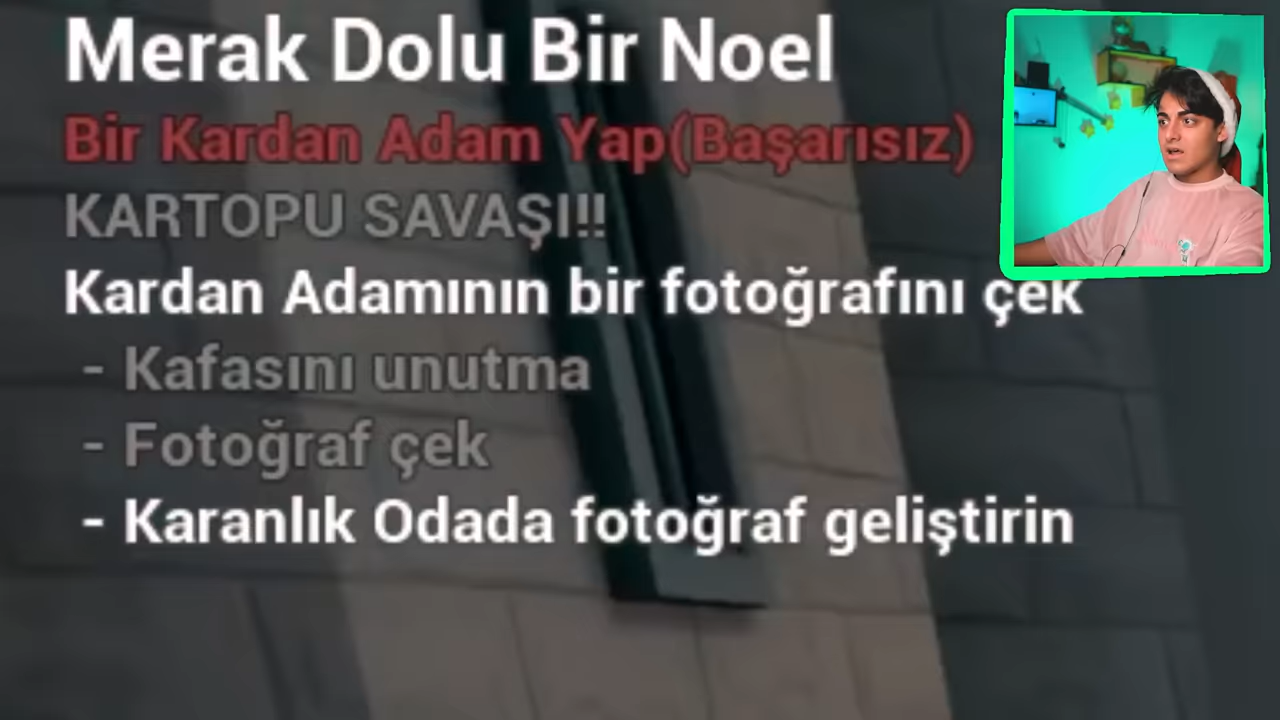 Merak Dolu Bir Noel
Bir Kardan Adam Yap(Başarısız)
KARTOPU SAVAŞI!!
Kardan Adamının bir fotoğrafını çek
- Kafasını unutma
- Fotoğraf çek
- Karanlık Odada fotoğraf geliştirin